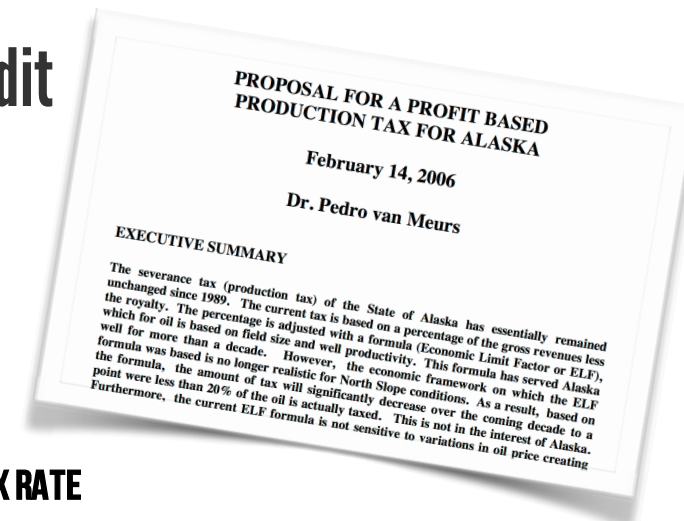 dit
PROPOSAL FOR A PROFIT BASED
PRODUCTION TAX FOR ALASKA
February 14, 2006
Dr. Pedro van Meurs
EXECUTIVE SUMMARY
The severance tax (production tax) of the State of Alaska has essentially remained
unchanged since 1989. The current tax is based on a percentage of the gross revenues less
the royalty. The percentage is adjusted with a formula (Economic Limit Factor or ELF),
which for oil is based on field size and well productivity. This formula has served Alaska
well for more than a decade. However, the economic framework on which the ELF
formula was based is no longer realistic for North Slope conditions. As a result, based on
the formula, the amount of tax will significantly decrease over the coming decade to a
point were less than 20% of the oil is actually taxed. This is not in the interest of Alaska.
Furthermore, the current ELF formula is not sensitive to variations in oil price creating
X RATE